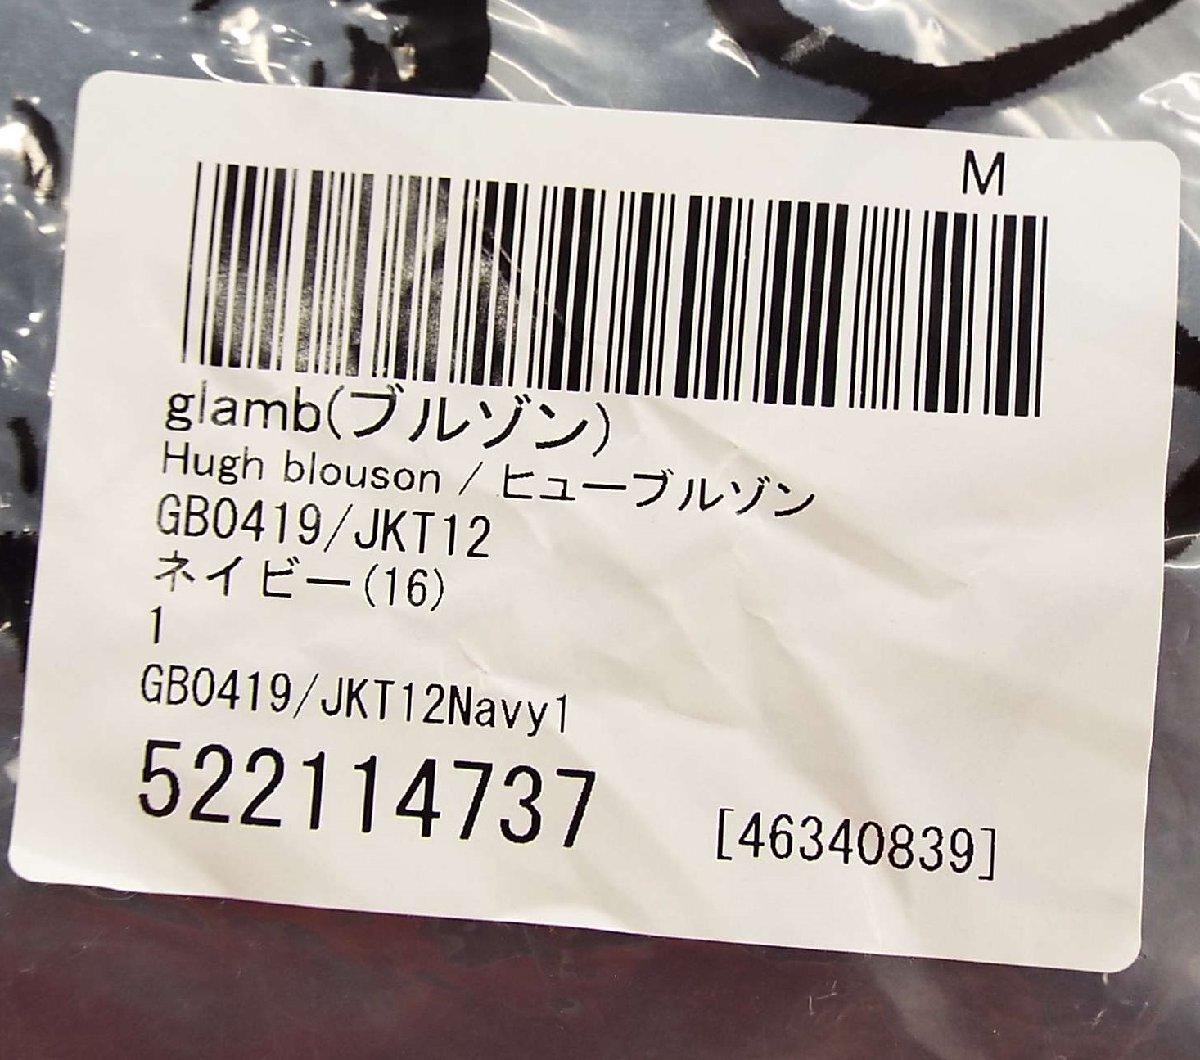 M
glamb(ブルゾン)
Hugh blouson / ヒューブルゾン
GB0419/JKT12
ネイビー(16)
1
GB0419/JKT12Navy1
522114737
[46340839]